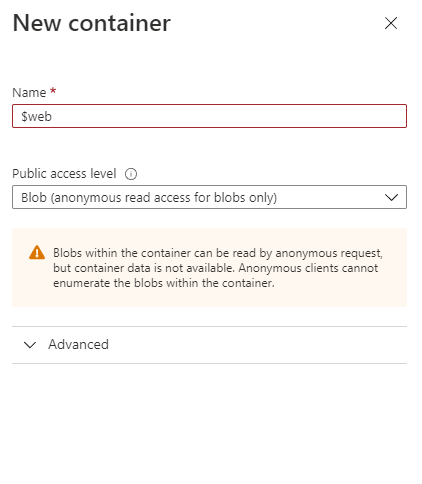 New container
Name *
$web
Public access level
Blob (anonymous read access for blobs only)
Blobs within the container can be read by anonymous request,
but container data is not available. Anonymous clients cannot
enumerate the blobs within the container.
Advanced